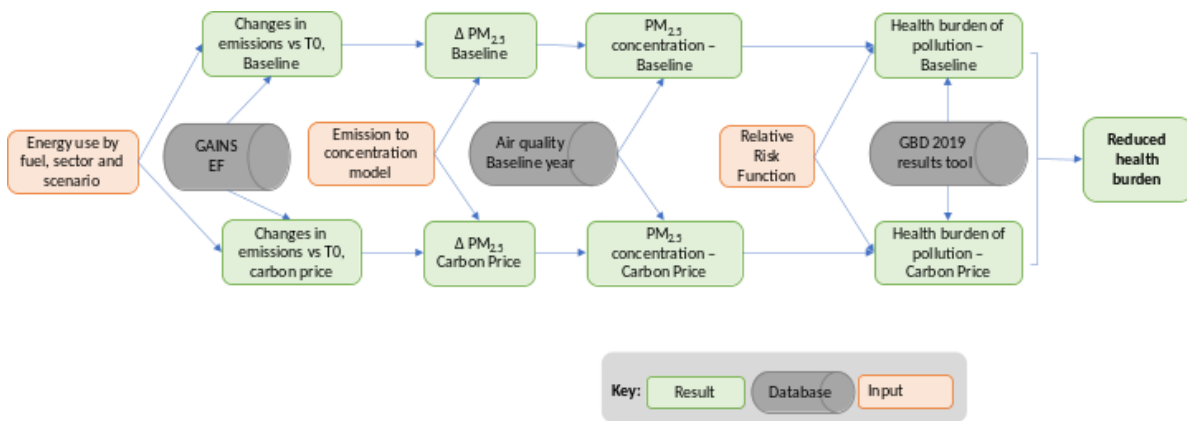 Changes in
emissions vs T0,
Baseline
Δ PM2.5
Baseline
PM2.5
concentration –
Baseline
Health burden
of pollution –
Baseline
Energy use by
fuel, sector and
scenario
GAINS
EF
Emission to
concentration
model
Air quality
Baseline year
Relative
Risk
Function
GBD 2019
results tool
Reduced
health
burden
Changes in
emissions vs T0,
carbon price
Δ PM2.5
Carbon Price
PM2.5
concentration –
Carbon Price
Health burden of
pollution –
Carbon Price
Key:
Result
Database
Input